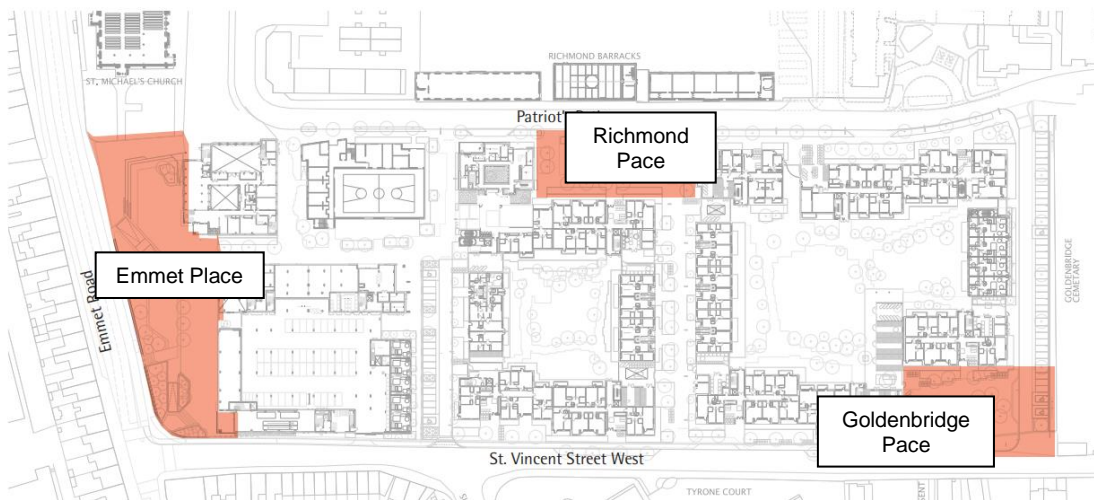 ST. MICHAEL'S CHURCH
RICHMOND BARRACKS
Patriot's
Richmond
Pace
Emmet Place
Emmet Road
GOLDENBRIDGE
CEMETARY
Goldenbridge
Pace
St. Vincent Street West
TYRONE COURT